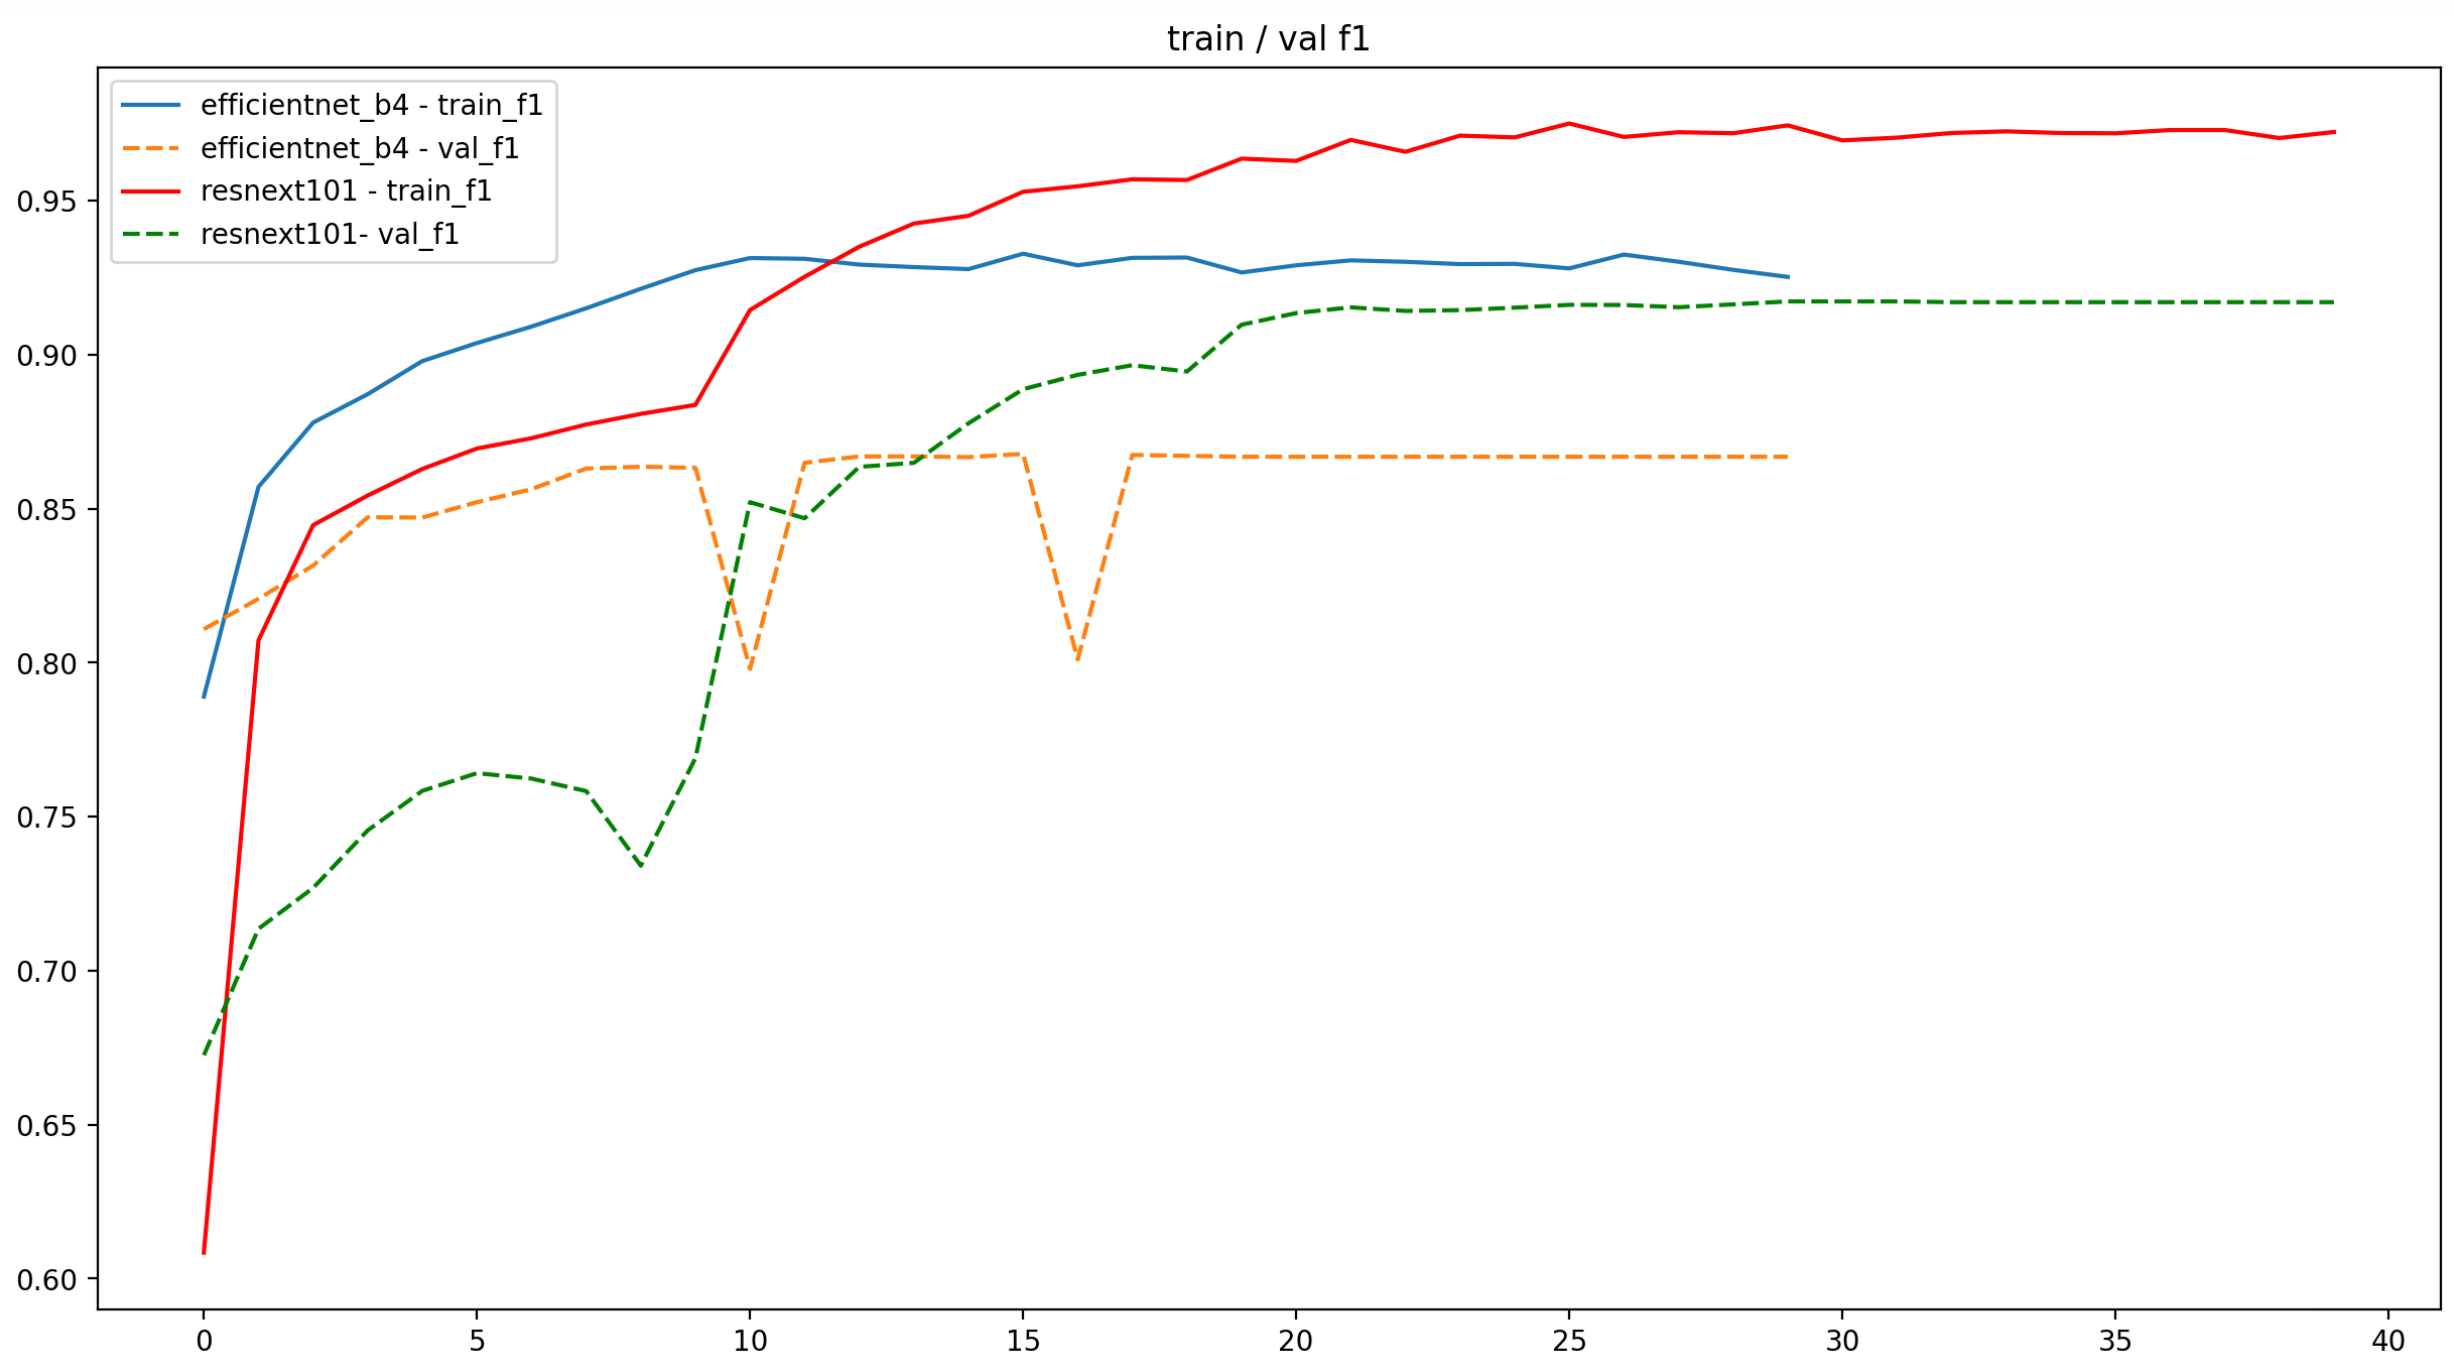 train / val f1
efficientnet_b4 - train_f1
efficientnet_b4 - val_f1
resnext101 - train_f1
resnext101- val_f1
0.95
0.90
0.85
0.80
0.75
0.70
0.65
0.60
0 5 10 15 20 25 30 35 40